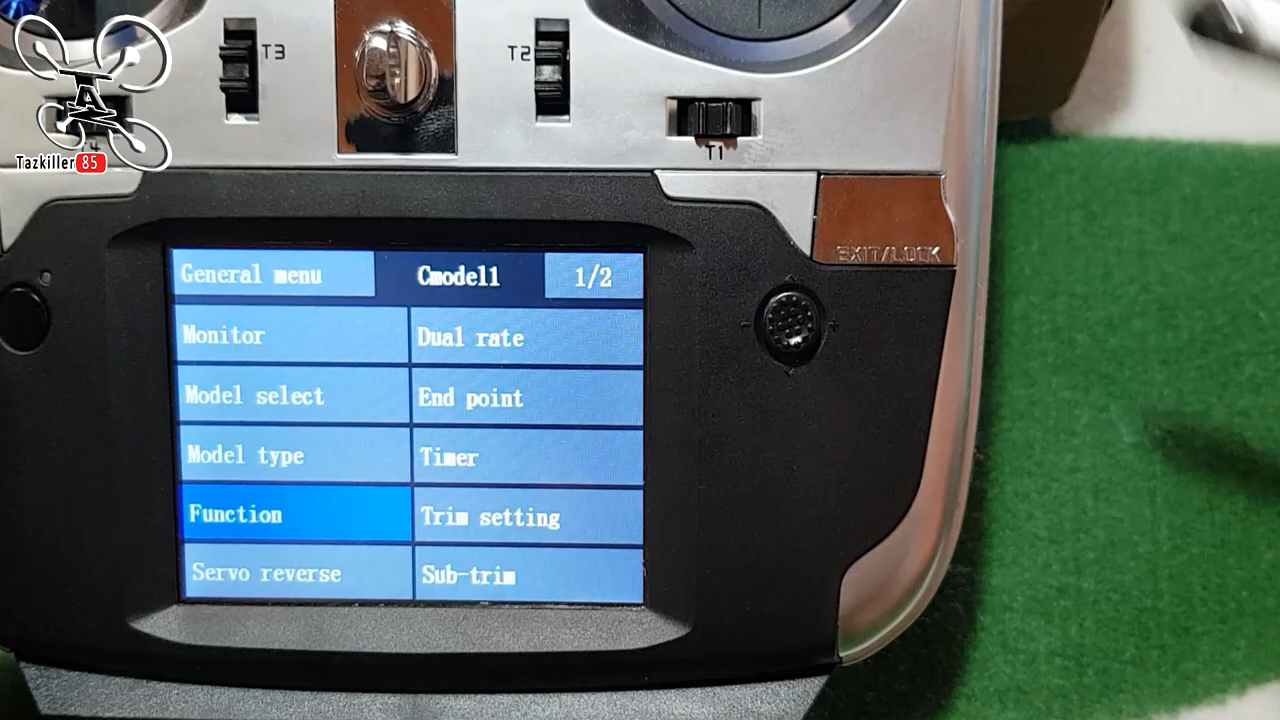 T3
T2
T4
T1
Tazkiller 85
EXIT/LOCK
General menu
Cmodel1
1/2
Monitor
Dual rate
Model select
End point
Model type
Timer
Function
Trim setting
Servo reverse
Sub-trim